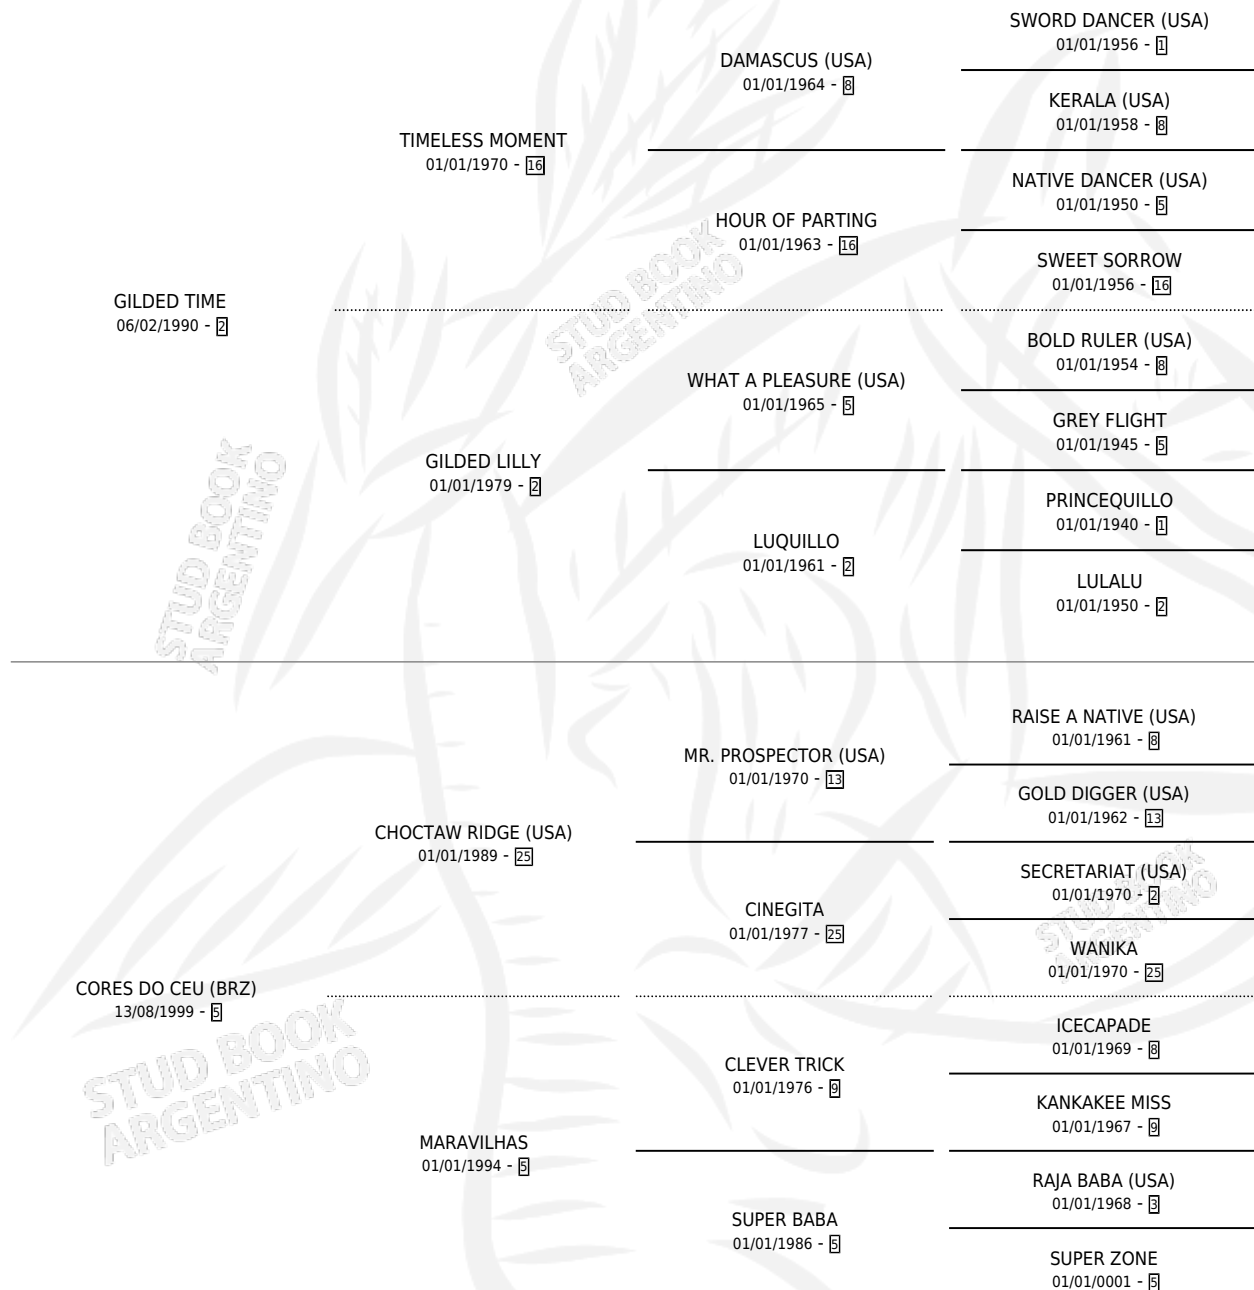 SWORD DANCER (USA)
01/01/1956 - 1
DAMASCUS (USA)
01/01/1964 - 8
KERALA (USA)
01/01/1958 - 8
TIMELESS MOMENT
01/01/1970 - 16
NATIVE DANCER (USA)
01/01/1950 - 5
HOUR OF PARTING
01/01/1963 - 16
SWEET SORROW
01/01/1956 - 16
GILDED TIME
06/02/1990 - 2
BOLD RULER (USA)
01/01/1954 - 8
WHAT A PLEASURE (USA)
01/01/1965 - 5
GREY FLIGHT
01/01/1945 - 5
GILDED LILLY
01/01/1979 - 2
PRINCEQUILLO
01/01/1940 - 1
LUQUILLO
01/01/1961 - 2
LULALU
01/01/1950 - 2
STUD BOOK
ARGENTINO
STUD BOOK
ARGENTINO
RAISE A NATIVE (USA)
01/01/1961 - 8
MR. PROSPECTOR (USA)
01/01/1970 - 13
GOLD DIGGER (USA)
01/01/1962 - 13
CHOCTAW RIDGE (USA)
01/01/1989 - 25
SECRETARIAT (USA)
01/01/1970 - 2
CINEGITA
01/01/1977 - 25
WANIKA
01/01/1970 - 25
STUD BOOK
ARGENTINO
CORES DO CEU (BRZ)
13/08/1999 - 5
ICECAPADE
01/01/1969 - 8
CLEVER TRICK
01/01/1976 - 9
KANKAKEE MISS
01/01/1967 - 9
STUD BOOK
ARGENTINO
MARAVILHAS
01/01/1994 - 5
RAJA BABA (USA)
01/01/1968 - 3
SUPER BABA
01/01/1986 - 5
SUPER ZONE
01/01/0001 - 5